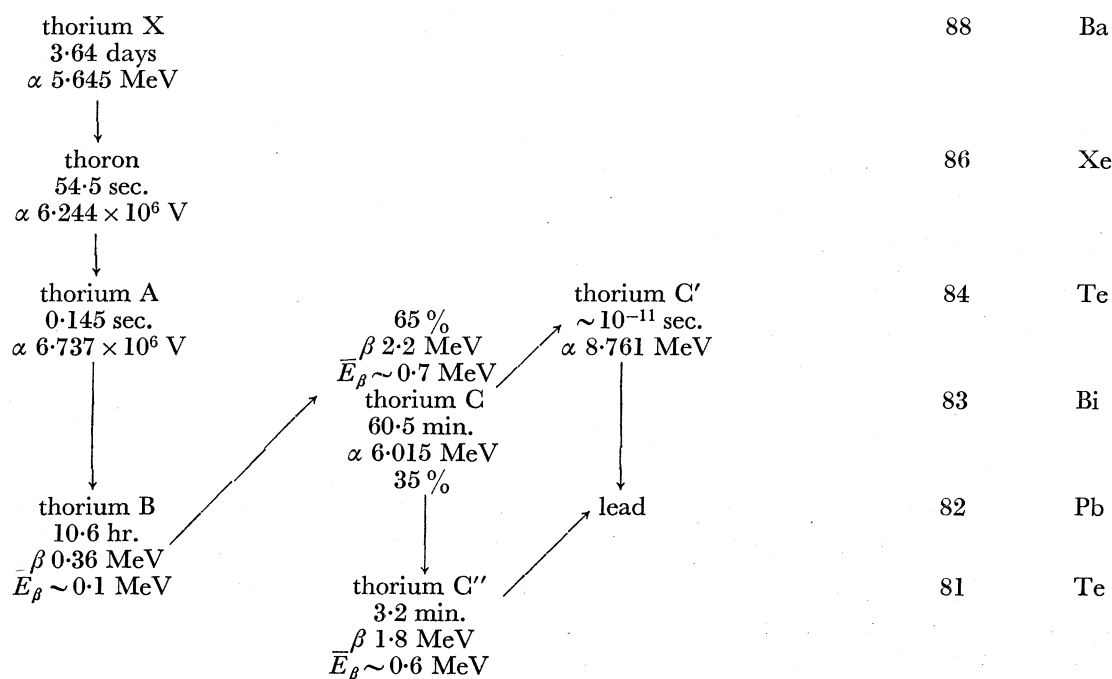 thorium X
3·64 days
α 5·645 MeV
88 Ba
thoron
54·5 sec.
α 6·244 × 10⁶ V
86 Xe
thorium A
0·145 sec.
α 6·737 × 10⁶ V
65 %
β 2·2 MeV
E̅β ~ 0·7 MeV
thorium C
60·5 min.
α 6·015 MeV
35 %
thorium C′
~ 10⁻¹¹ sec.
α 8·761 MeV
84 Te
83 Bi
thorium B
10·6 hr.
β 0·36 MeV
E̅β ~ 0·1 MeV
lead
82 Pb
thorium C″
3·2 min.
β 1·8 MeV
E̅β ~ 0·6 MeV
81 Te